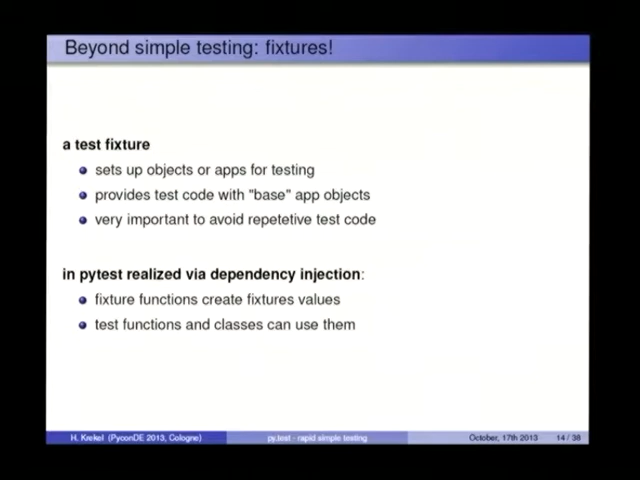 Beyond simple testing: fixtures!
a test fixture
sets up objects or apps for testing
provides test code with "base" app objects
very important to avoid repetetive test code
in pytest realized via dependency injection:
fixture functions create fixtures values
test functions and classes can use them
H. Krekel (PyconDE 2013, Cologne) py.test - rapid simple testing October, 17th 2013 14 / 38